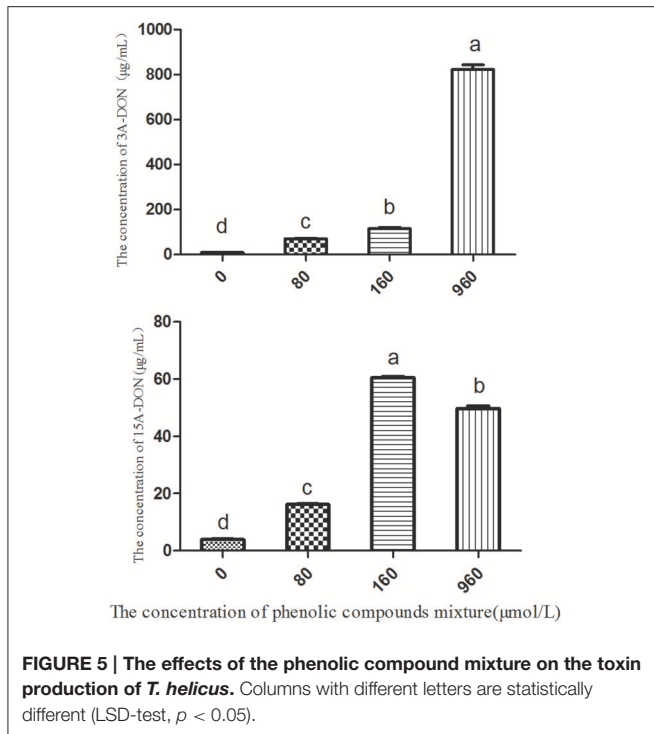 The concentration of 3A-DON (µg/mL)
1000
800
600
400
200
0
d
c
b
a
0
80
160
960
The concentration of 15A-DON (µg/mL)
80
60
40
20
0
d
c
a
b
0
80
160
960
The concentration of phenolic compounds mixture(µmol/L)
FIGURE 5 | The effects of the phenolic compound mixture on the toxin
production of T. helicus. Columns with different letters are statistically
different (LSD-test, p < 0.05).